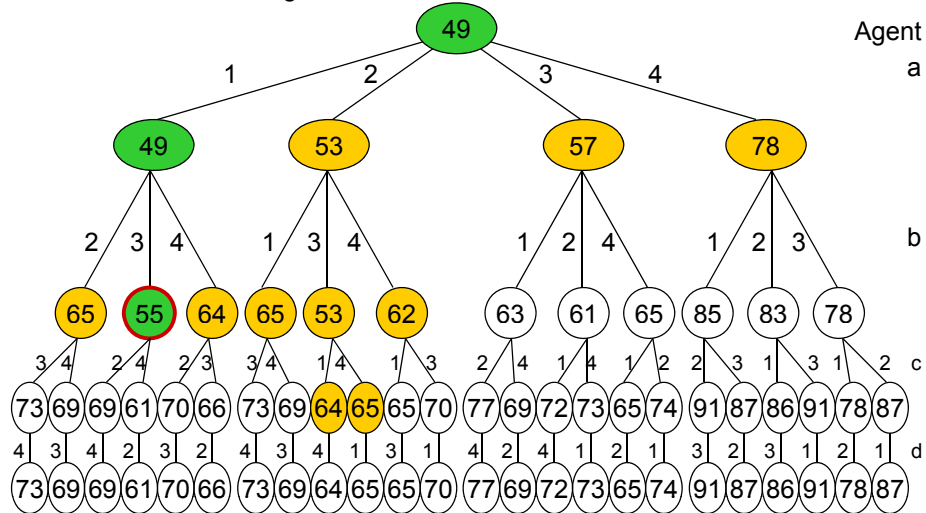 49 Agent
1 2 3 4 a
49 53 57 78
2 3 4 1 3 4 1 2 4 1 2 3 b
65 55 64 65 53 62 63 61 65 85 83 78
3 4 2 4 2 3 3 4 1 4 1 3 2 4 1 4 1 2 2 3 1 3 1 2 c
73 69 69 61 70 66 73 69 64 65 65 70 77 69 72 73 65 74 91 87 86 91 78 87
4 3 4 2 3 2 4 3 4 1 3 1 4 2 4 1 2 1 3 2 3 1 2 1 d
73 69 69 61 70 66 73 69 64 65 65 70 77 69 72 73 65 74 91 87 86 91 78 87